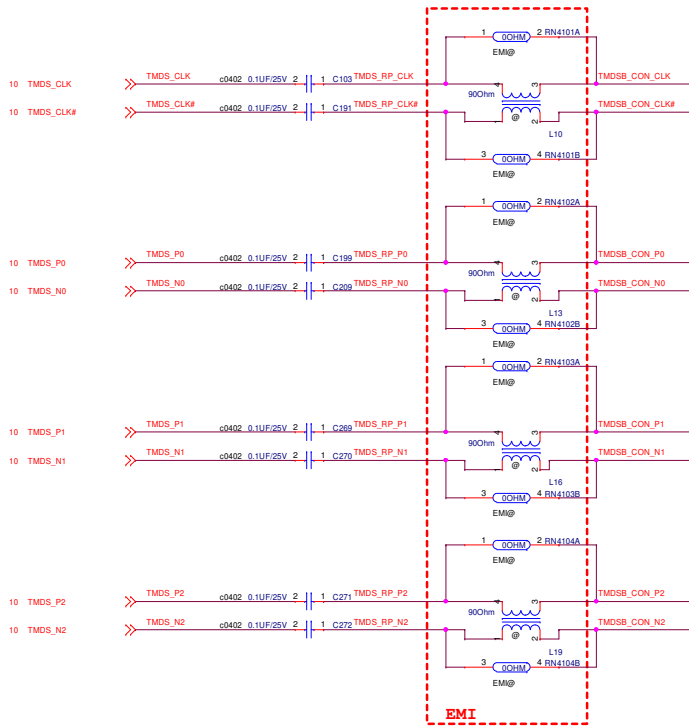 1 0OHM 2 RN4101A
EMI@
10 TMDS_CLK TMDS_CLK c0402 0.1UF/25V 2 1 C103 TMDS_RP_CLK 4 3 TMDSB_CON_CLK
90Ohm
10 TMDS_CLK# TMDS_CLK# c0402 0.1UF/25V 2 1 C191 TMDS_RP_CLK# 1 @ 2 TMDSB_CON_CLK#
L10
3 0OHM 4 RN4101B
EMI@
1 0OHM 2 RN4102A
EMI@
10 TMDS_P0 TMDS_P0 c0402 0.1UF/25V 2 1 C199 TMDS_RP_P0 4 3 TMDSB_CON_P0
90Ohm
10 TMDS_N0 TMDS_N0 c0402 0.1UF/25V 2 1 C209 TMDS_RP_N0 1 @ 2 TMDSB_CON_N0
L13
3 0OHM 4 RN4102B
EMI@
1 0OHM 2 RN4103A
EMI@
10 TMDS_P1 TMDS_P1 c0402 0.1UF/25V 2 1 C269 TMDS_RP_P1 4 3 TMDSB_CON_P1
90Ohm
10 TMDS_N1 TMDS_N1 c0402 0.1UF/25V 2 1 C270 TMDS_RP_N1 1 @ 2 TMDSB_CON_N1
L16
3 0OHM 4 RN4103B
EMI@
1 0OHM 2 RN4104A
EMI@
10 TMDS_P2 TMDS_P2 c0402 0.1UF/25V 2 1 C271 TMDS_RP_P2 4 3 TMDSB_CON_P2
90Ohm
10 TMDS_N2 TMDS_N2 c0402 0.1UF/25V 2 1 C272 TMDS_RP_N2 1 @ 2 TMDSB_CON_N2
L19
3 0OHM 4 RN4104B
EMI@
EMI